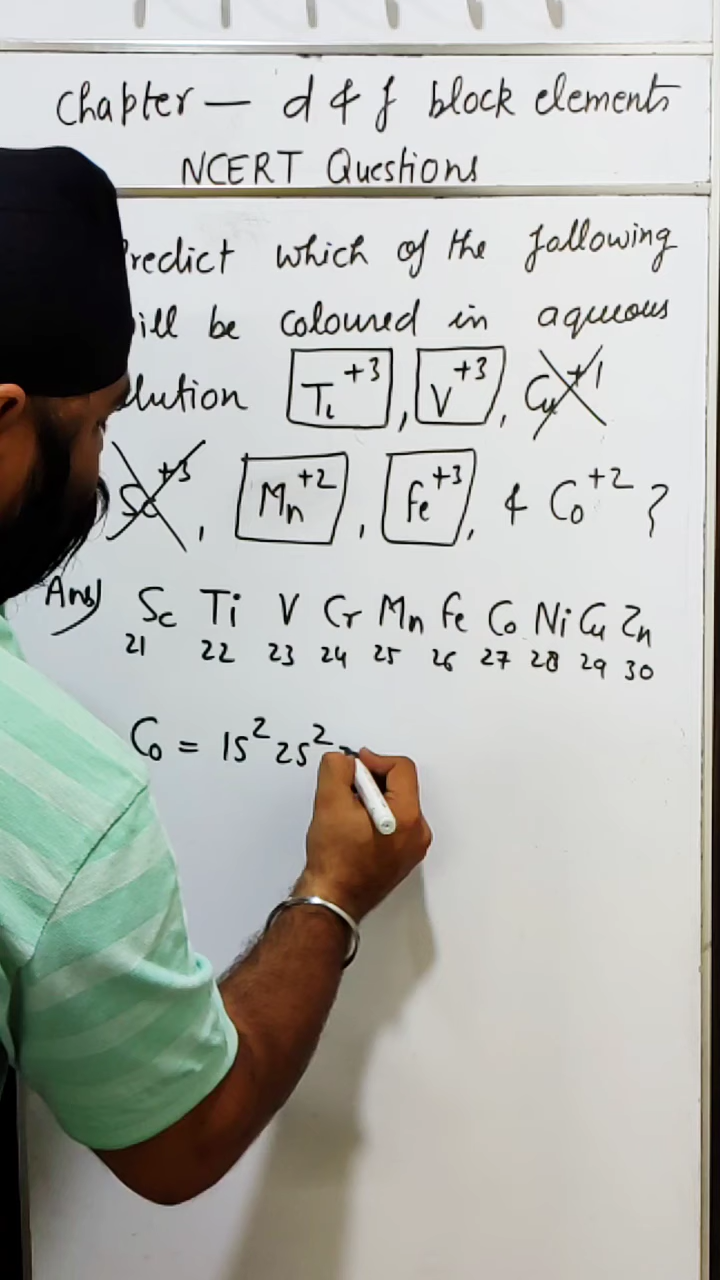 Chapter — d & f block elements
NCERT Questions
Predict which of the following
will be coloured in aqueous
solution Ti+3, V+3, Cu+1,
Sc+3, Mn+2, Fe+3, & Co+2?
Ans) Sc Ti V Cr Mn Fe Co Ni Cu Zn
21 22 23 24 25 26 27 28 29 30
Co = 1s² 2s²